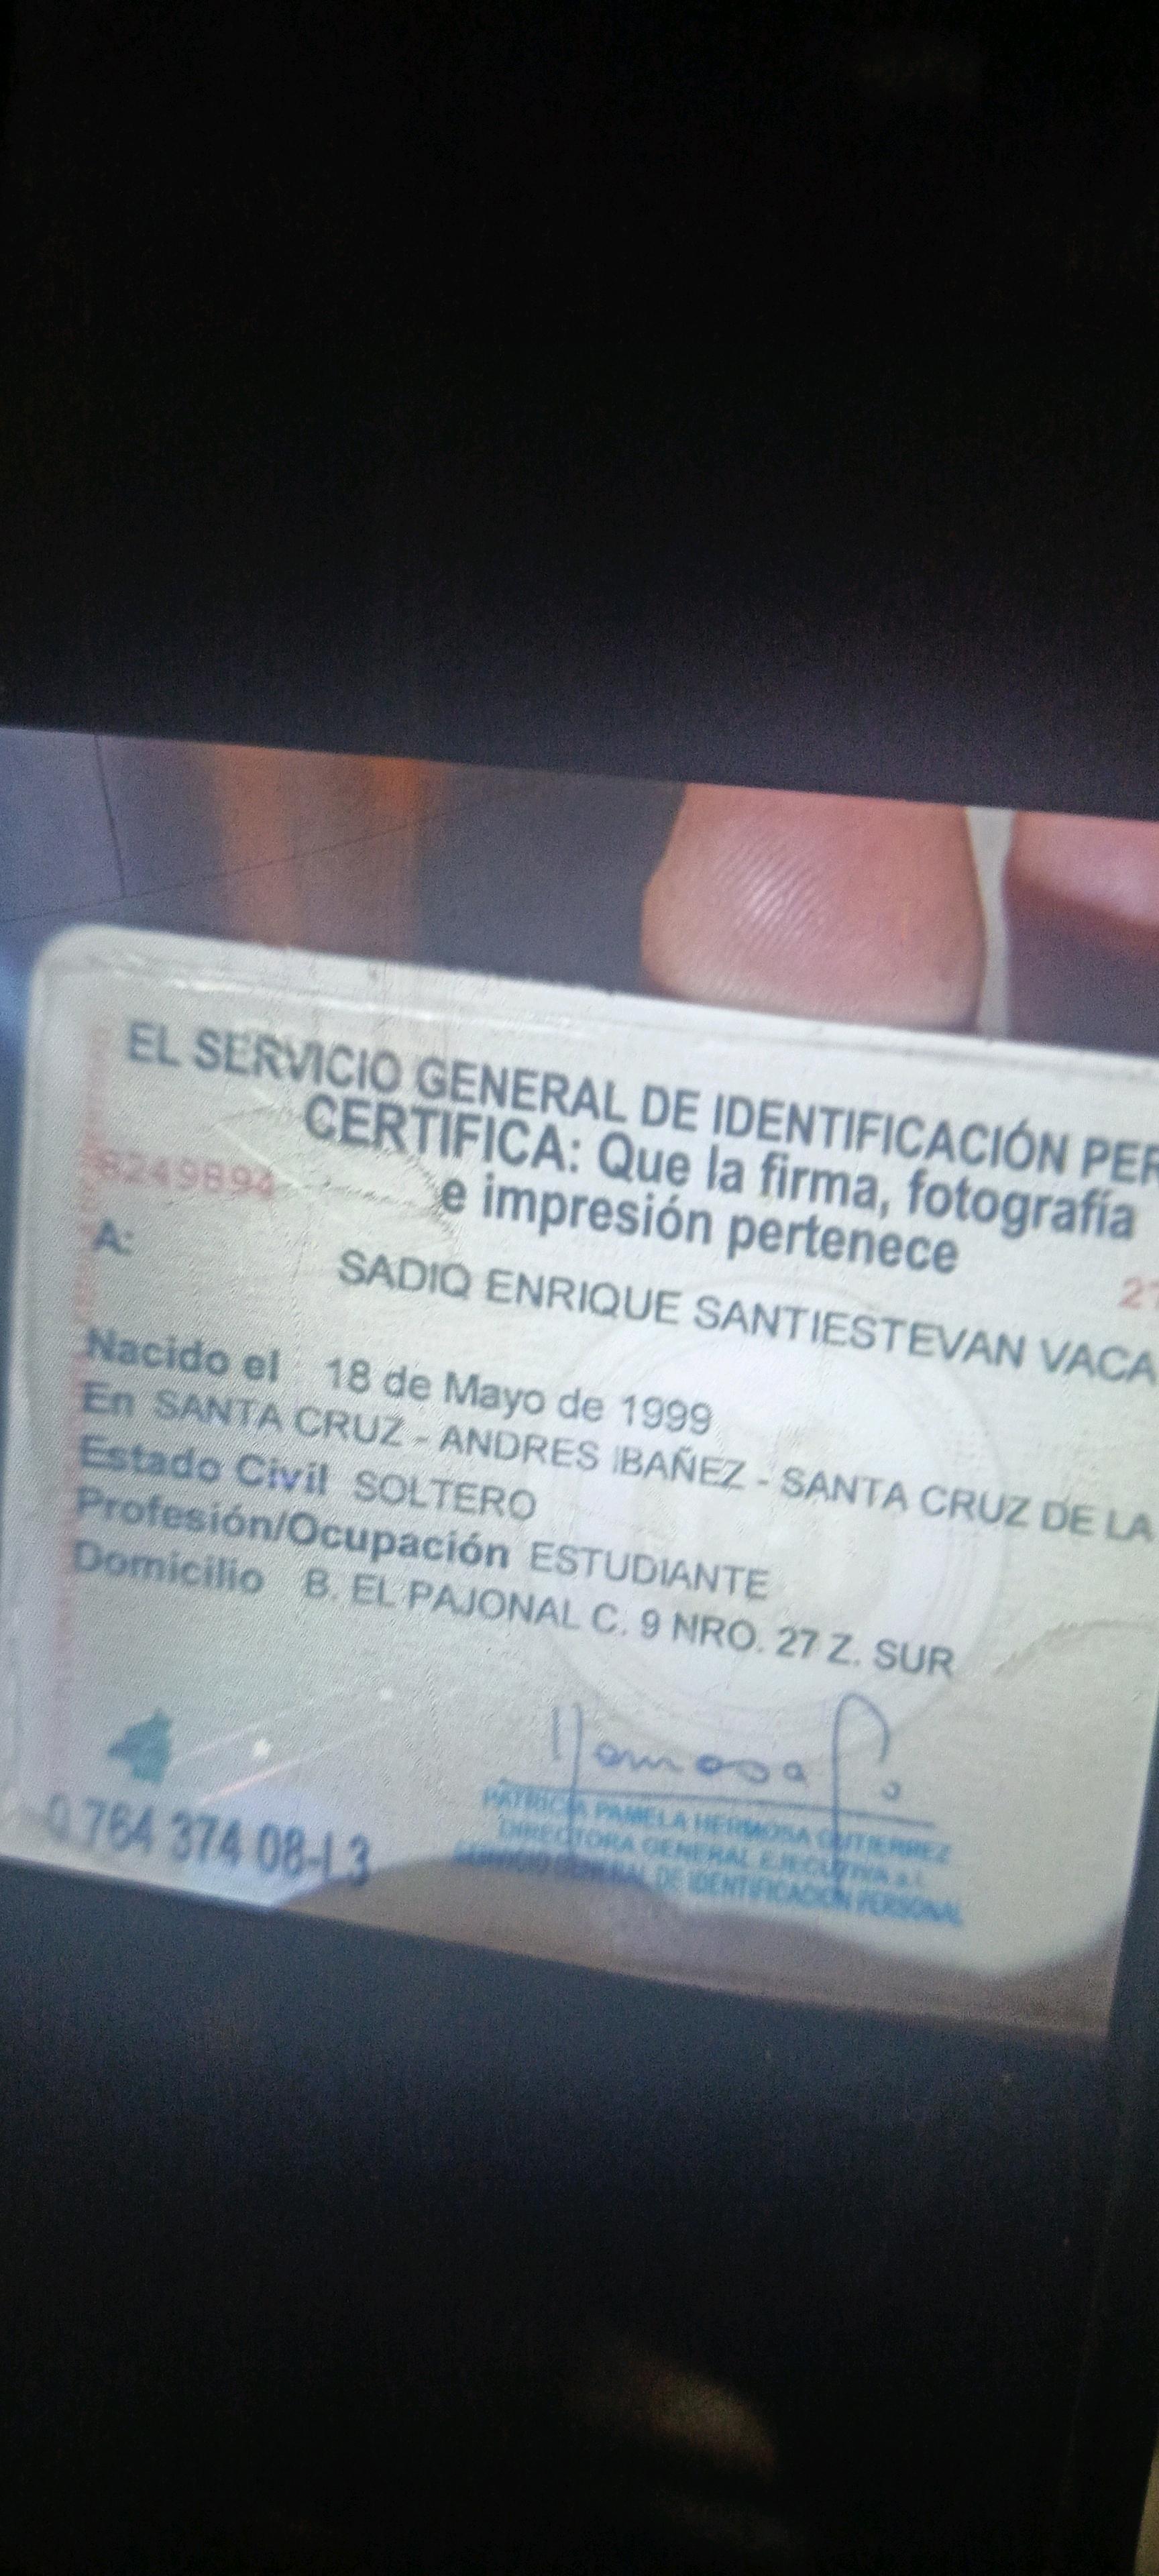 EL SERVICIO GENERAL DE IDENTIFICACIÓN PER
CERTIFICA: Que la firma, fotografía
e impresión pertenece
8249894
A:
21
SADIQ ENRIQUE SANTIESTEVAN VACA
Nacido el 18 de Mayo de 1999
En SANTA CRUZ - ANDRES IBAÑEZ - SANTA CRUZ DE LA
Estado Civil SOLTERO
Profesión/Ocupación ESTUDIANTE
Domicilio B. EL PAJONAL C. 9 NRO. 27 Z. SUR
PATRICIA PAMELA HERMOSA GUTIERREZ
DIRECTORA GENERAL EJECUTIVA a.i.
SERVICIO GENERAL DE IDENTIFICACION PERSONAL
0 764 374 08-L3